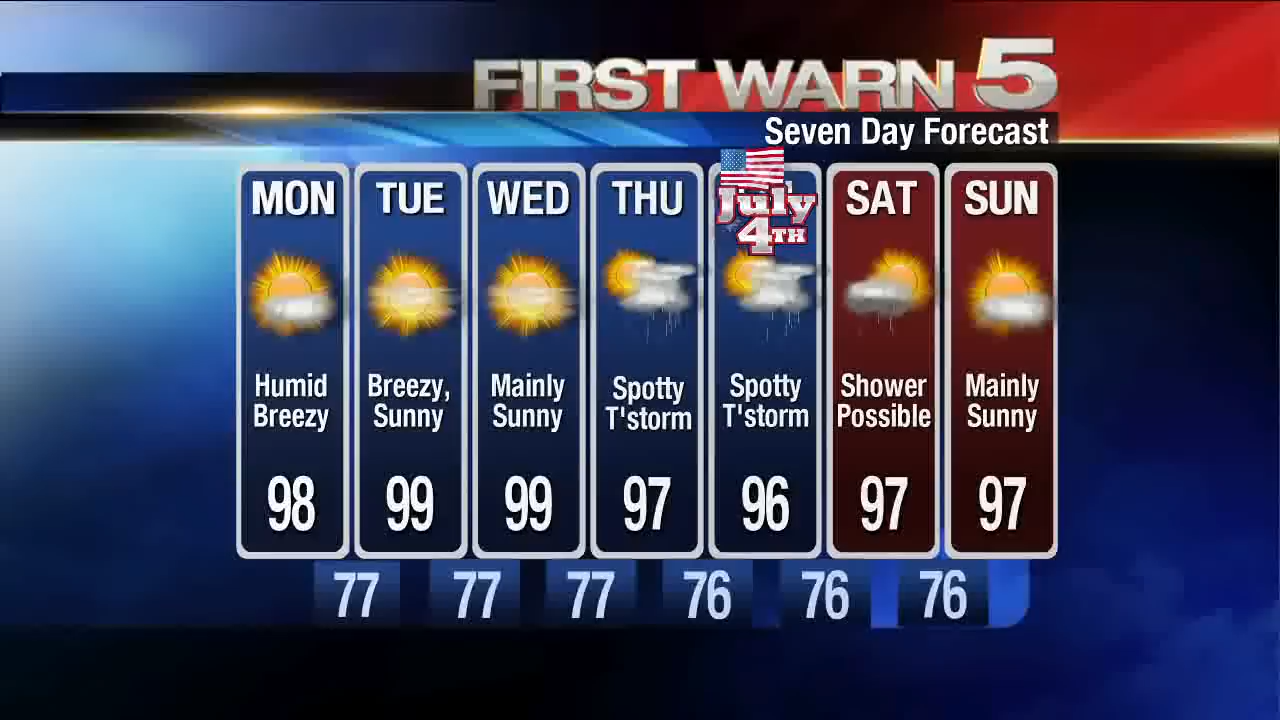 FIRST WARN 5
Seven Day Forecast
MON TUE WED THU July 4TH SAT SUN
Humid Breezy, Mainly Spotty Spotty Shower Mainly
Breezy Sunny Sunny T'storm T'storm Possible Sunny
98 99 99 97 96 97 97
77 77 77 76 76 76